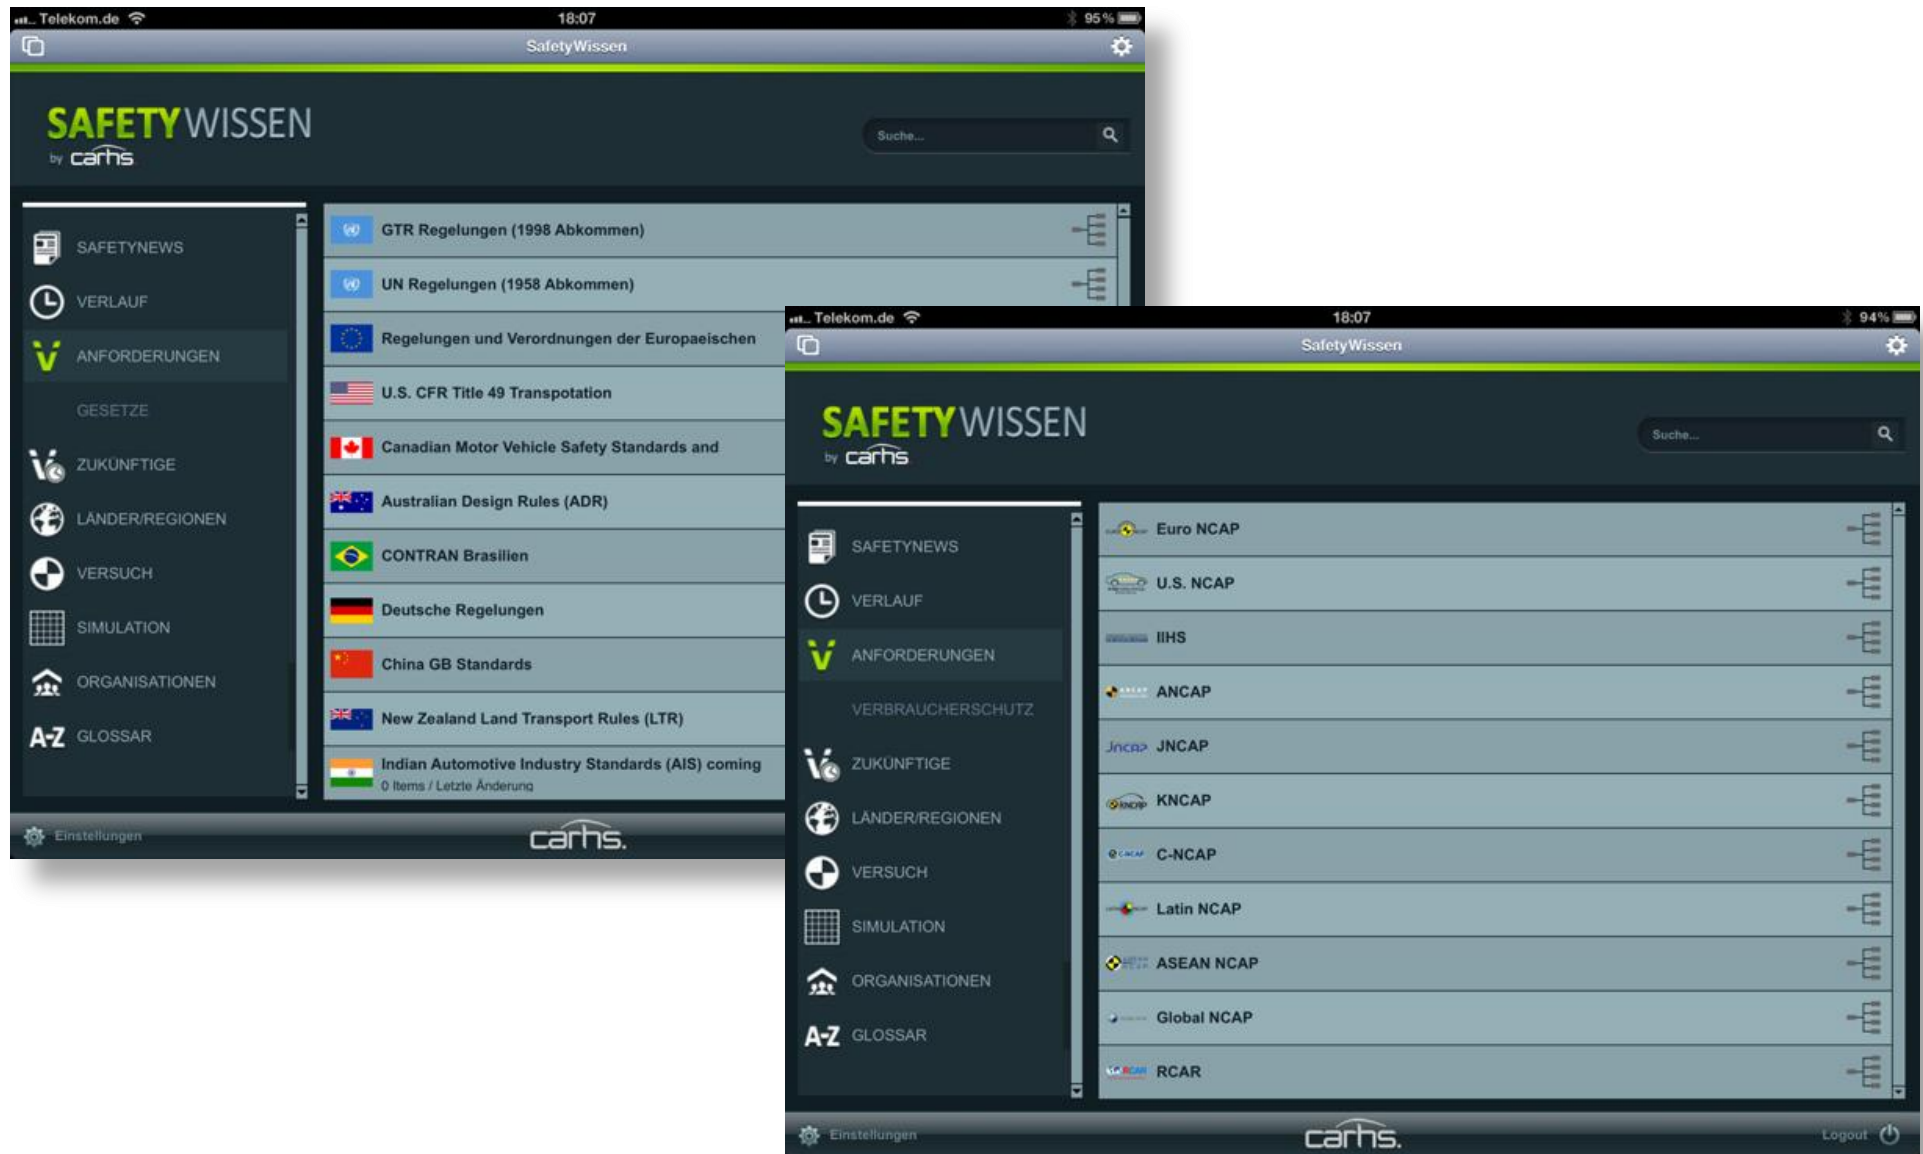 Telekom.de
18:07
95%
SafetyWissen
SAFETYWISSEN
by carhs
Suche...
SAFETYNEWS
VERLAUF
ANFORDERUNGEN
GESETZE
ZUKÜNFTIGE
LÄNDER/REGIONEN
VERSUCH
SIMULATION
ORGANISATIONEN
A-Z GLOSSAR
GTR Regelungen (1998 Abkommen)
UN Regelungen (1958 Abkommen)
Regelungen und Verordnungen der Europaeischen
U.S. CFR Title 49 Transpotation
Canadian Motor Vehicle Safety Standards and
Australian Design Rules (ADR)
CONTRAN Brasilien
Deutsche Regelungen
China GB Standards
New Zealand Land Transport Rules (LTR)
Indian Automotive Industry Standards (AIS) coming
0 Items / Letzte Änderung
Einstellungen
carhs.
Telekom.de
18:07
94%
SafetyWissen
SAFETYWISSEN
by carhs
Suche...
SAFETYNEWS
VERLAUF
ANFORDERUNGEN
VERBRAUCHERSCHUTZ
ZUKÜNFTIGE
LÄNDER/REGIONEN
VERSUCH
SIMULATION
ORGANISATIONEN
A-Z GLOSSAR
Euro NCAP
U.S. NCAP
IIHS
ANCAP
Jncap JNCAP
KNCAP KNCAP
C-NCAP C-NCAP
Latin NCAP
ASEAN NCAP
Global NCAP
RCAR RCAR
Einstellungen
carhs.
Logout